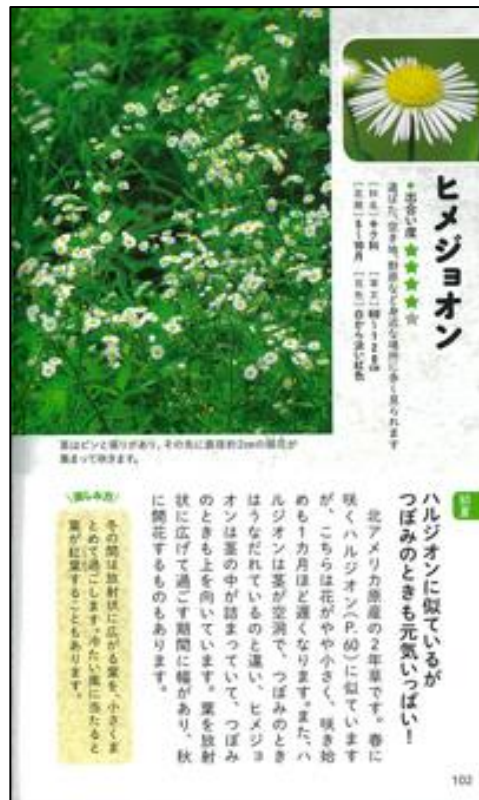 ヒメジョオン
●出合い度 ★★★★☆
道ばた、空き地、野原など身近な場所に多く見られます
[科名]キク科 [草丈]60〜120cm
[花期]5〜10月 [花色]白から淡い紅色
茎はピンと張りがあり、その先に直径約2cmの頭花が
集まって咲きます。
初夏
ハルジオンに似ているが
つぼみのときも元気いっぱい！
北アメリカ原産の2年草です。春に
咲くハルジオン(P.60)に似ています
が、こちらは花がやや小さく、咲き始
めも1カ月ほど遅くなります。また、ハ
ルジオンは茎が空洞で、つぼみのとき
はうなだれているのと違い、ヒメジョ
オンは茎の中が詰まっていて、つぼみ
のときも上を向いています。葉を放射
状に広げて過ごす期間に幅があり、秋
に開花するものもあります。
楽しみ方
冬の間は放射状に広がる葉を、小さくま
とめて過ごします。冷たい風に当たると
葉が紅葉することもあります。
102